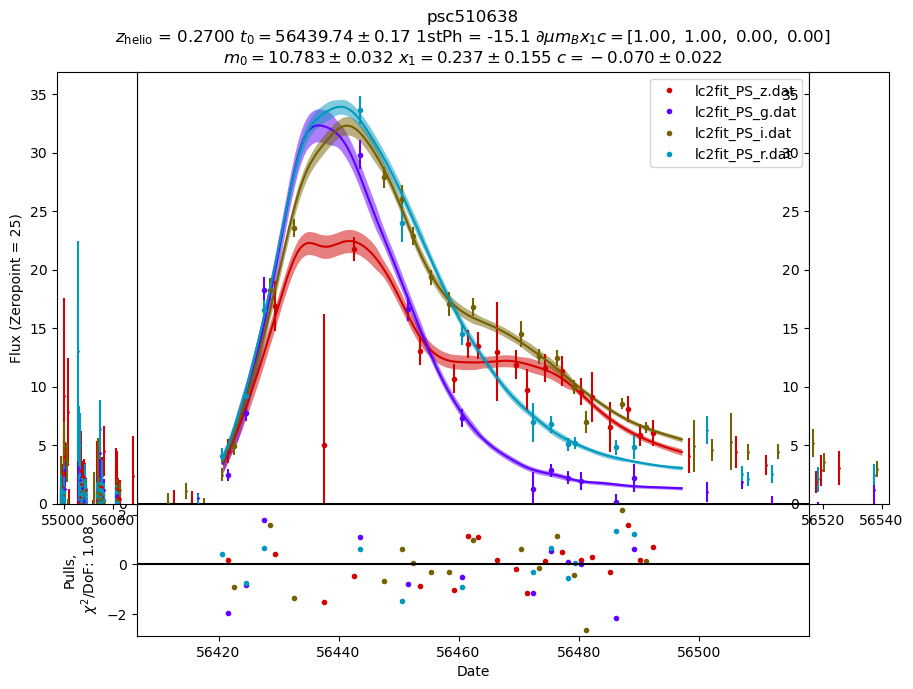 psc510638
z_helio = 0.2700 t_0 = 56439.74 ± 0.17 1stPh = -15.1 ∂μm_Bx_1c = [1.00, 1.00, 0.00, 0.00]
m_0 = 10.783 ± 0.032 x_1 = 0.237 ± 0.155 c = −0.070 ± 0.022
Flux (Zeropoint = 25)
35
30
25
20
15
10
5
0
lc2fit_PS_z.dat
lc2fit_PS_g.dat
lc2fit_PS_i.dat
lc2fit_PS_r.dat
35
30
25
20
15
10
5
0
55000
56000
56520
56540
Pulls,
χ²/DoF: 1.08
2
0
−2
56420
56440
56460
56480
56500
Date